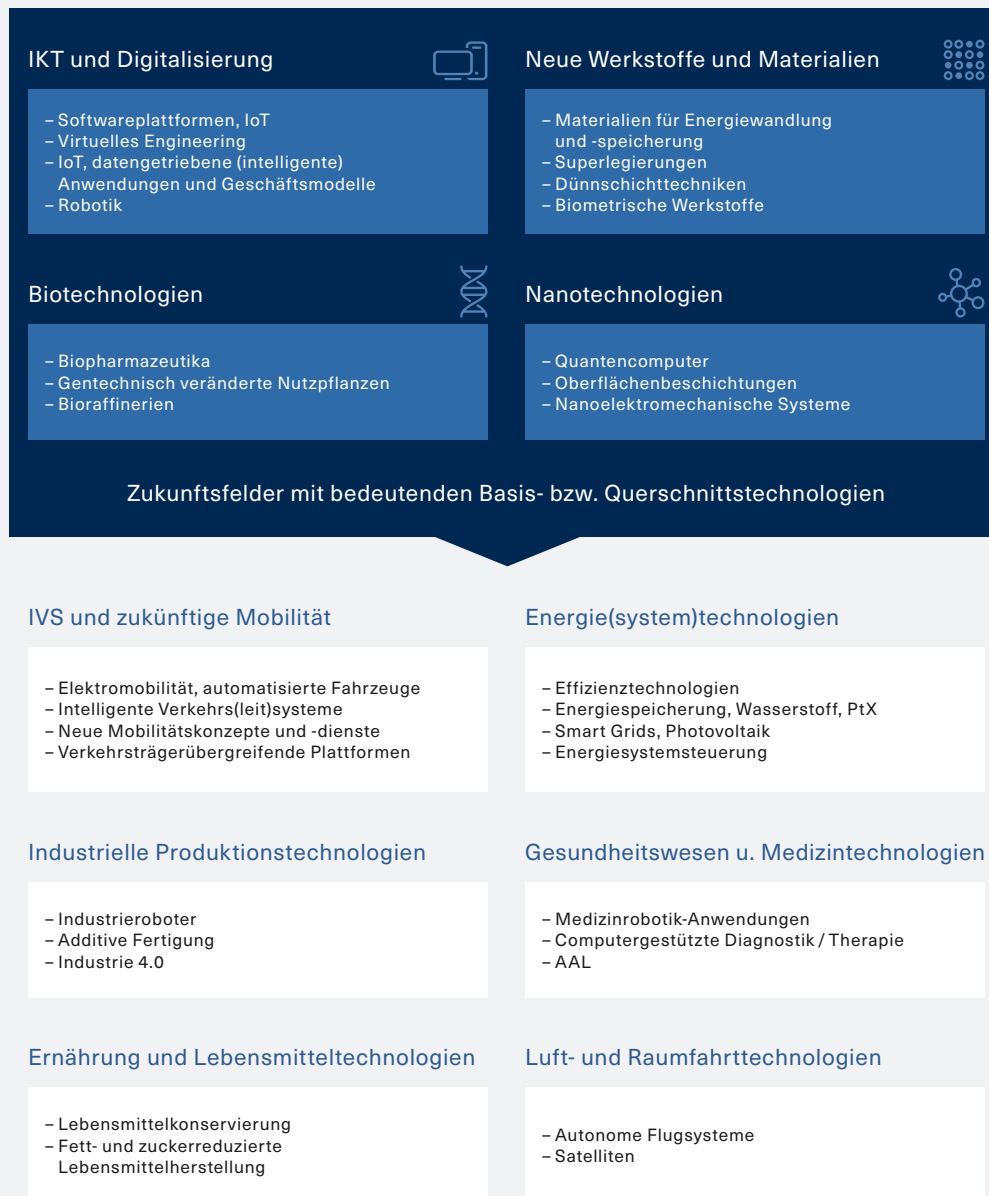 IKT und Digitalisierung
– Softwareplattformen, IoT
– Virtuelles Engineering
– IoT, datengetriebene (intelligente)
Anwendungen und Geschäftsmodelle
– Robotik
Neue Werkstoffe und Materialien
– Materialien für Energiewandlung
und -speicherung
– Superlegierungen
– Dünnschichttechniken
– Biometrische Werkstoffe
Biotechnologien
– Biopharmazeutika
– Gentechnisch veränderte Nutzpflanzen
– Bioraffinerien
Nanotechnologien
– Quantencomputer
– Oberflächenbeschichtungen
– Nanoelektromechanische Systeme
Zukunftsfelder mit bedeutenden Basis- bzw. Querschnittstechnologien
IVS und zukünftige Mobilität
– Elektromobilität, automatisierte Fahrzeuge
– Intelligente Verkehrs(leit)systeme
– Neue Mobilitätskonzepte und -dienste
– Verkehrsträgerübergreifende Plattformen
Energie(system)technologien
– Effizienztechnologien
– Energiespeicherung, Wasserstoff, PtX
– Smart Grids, Photovoltaik
– Energiesystemsteuerung
Industrielle Produktionstechnologien
– Industrieroboter
– Additive Fertigung
– Industrie 4.0
Gesundheitswesen u. Medizintechnologien
– Medizinrobotik-Anwendungen
– Computergestützte Diagnostik / Therapie
– AAL
Ernährung und Lebensmitteltechnologien
– Lebensmittelkonservierung
– Fett- und zuckerreduzierte
Lebensmittelherstellung
Luft- und Raumfahrttechnologien
– Autonome Flugsysteme
– Satelliten